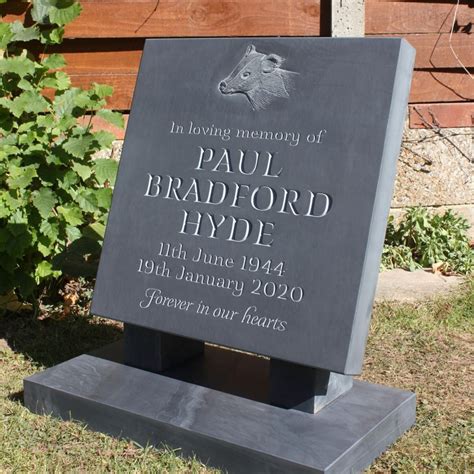 In loving memory of
PAUL
BRADFORD
HYDE
11th June 1944
19th January 2020
Forever in our hearts